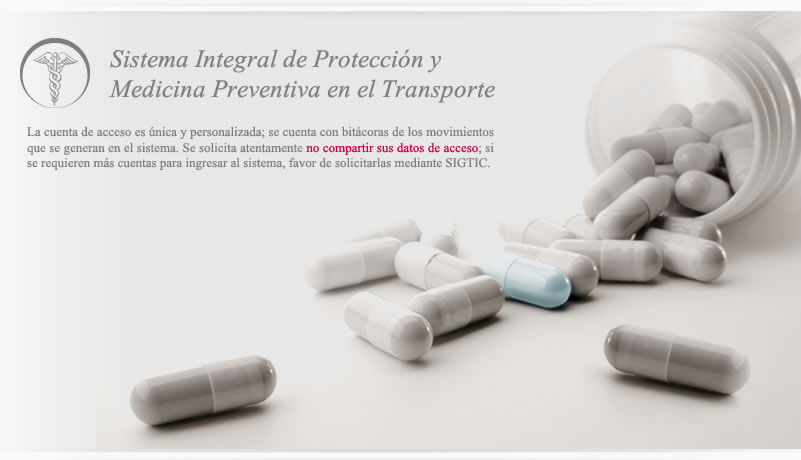 Sistema Integral de Protección y
Medicina Preventiva en el Transporte
La cuenta de acceso es única y personalizada; se cuenta con bitácoras de los movimientos
que se generan en el sistema. Se solicita atentamente no compartir sus datos de acceso; si
se requieren más cuentas para ingresar al sistema, favor de solicitarlas mediante SIGTIC.